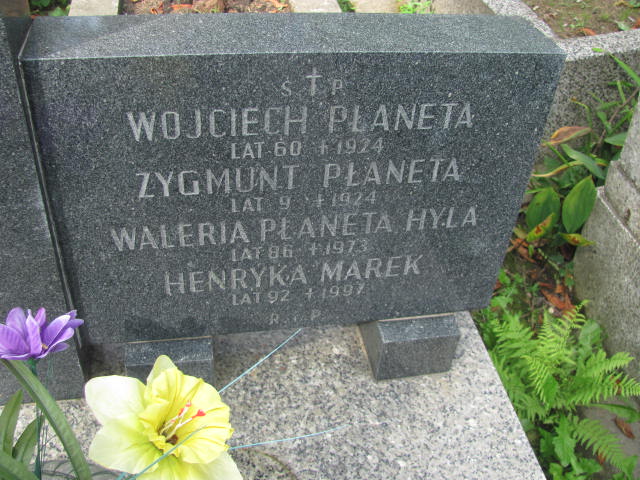 S † P
WOJCIECH PŁANETA
LAT 60 + 1924
ZYGMUNT PŁANETA
LAT 9 + 1924
WALERIA PŁANETA HYLA
LAT 86 + 1973
HENRYKA MAREK
LAT 92 + 1997
R. I. P.